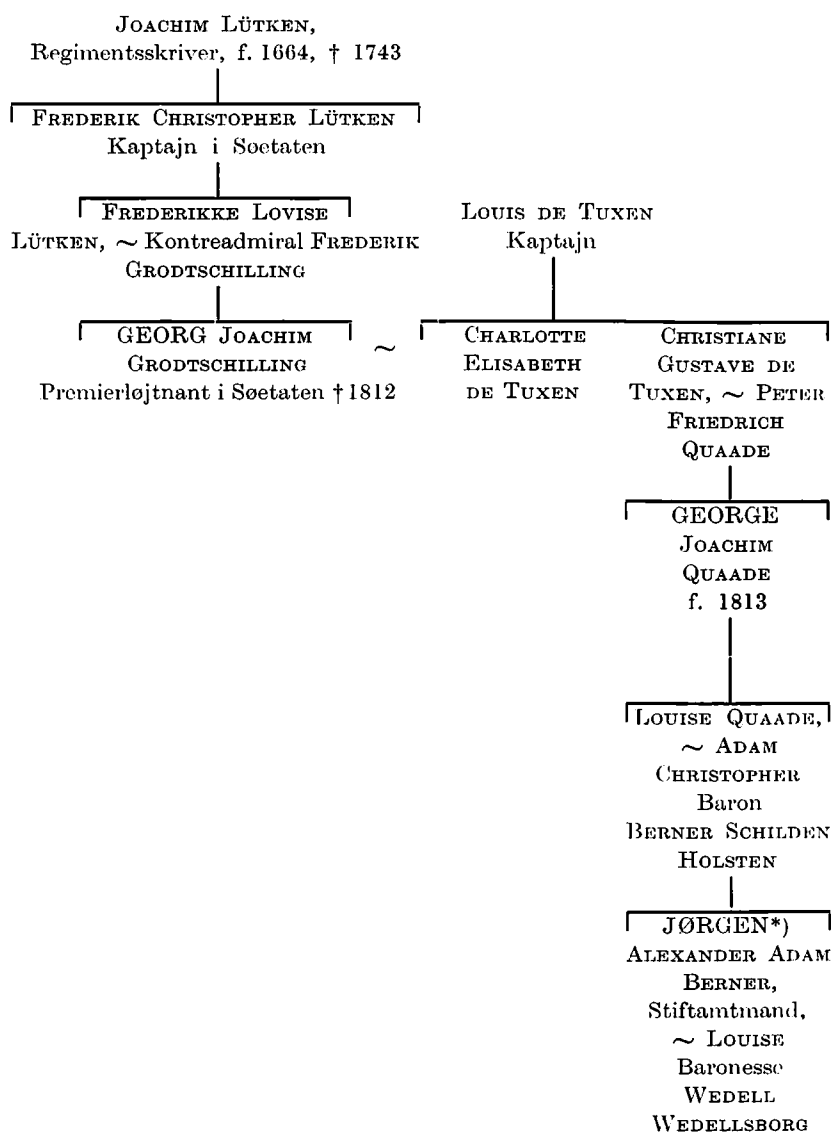 JOACHIM LÜTKEN,
Regimentsskriver, f. 1664, † 1743
FREDERIK CHRISTOPHER LÜTKEN
Kaptajn i Søetaten
FREDERIKKE LOVISE
LÜTKEN, ~ Kontreadmiral FREDERIK
GRODTSCHILLING
LOUIS DE TUXEN
Kaptajn
GEORG JOACHIM
GRODTSCHILLING
Premierløjtnant i Søetaten †1812
~
CHARLOTTE
ELISABETH
DE TUXEN
CHRISTIANE
GUSTAVE DE
TUXEN, ~ PETER
FRIEDRICH
QUAADE
GEORGE
JOACHIM
QUAADE
f. 1813
LOUISE QUAADE,
~ ADAM
CHRISTOPHER
Baron
BERNER SCHILDEN
HOLSTEN
JØRGEN*)
ALEXANDER ADAM
BERNER,
Stiftamtmand,
~ LOUISE
Baronesse
WEDELL
WEDELLSBORG